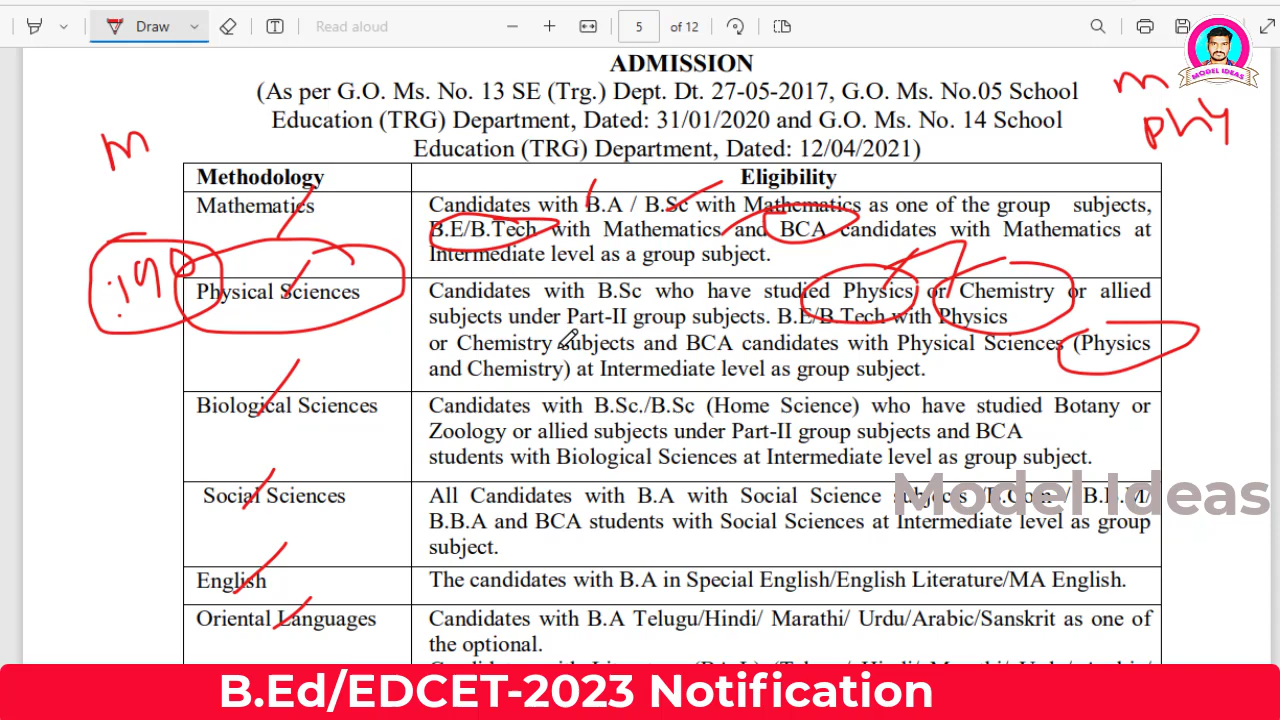 Draw
Read aloud
5
of 12
MODEL IDEAS
ADMISSION
(As per G.O. Ms. No. 13 SE (Trg.) Dept. Dt. 27-05-2017, G.O. Ms. No.05 School
Education (TRG) Department, Dated: 31/01/2020 and G.O. Ms. No. 14 School
Education (TRG) Department, Dated: 12/04/2021)
m
phy
m
Methodology
Eligibility
Mathematics
Candidates with B.A / B.Sc with Mathematics as one of the group subjects,
B.E/B.Tech with Mathematics and BCA candidates with Mathematics at
Intermediate level as a group subject.
Physical Sciences
Candidates with B.Sc who have studied Physics or Chemistry or allied
subjects under Part-II group subjects. B.E/B.Tech with Physics
or Chemistry subjects and BCA candidates with Physical Sciences (Physics
and Chemistry) at Intermediate level as group subject.
Biological Sciences
Candidates with B.Sc./B.Sc (Home Science) who have studied Botany or
Zoology or allied subjects under Part-II group subjects and BCA
students with Biological Sciences at Intermediate level as group subject.
Social Sciences
All Candidates with B.A with Social Science subjects /B.Com / B.B.M/
B.B.A and BCA students with Social Sciences at Intermediate level as group
subject.
Model Ideas
English
The candidates with B.A in Special English/English Literature/MA English.
Oriental Languages
Candidates with B.A Telugu/Hindi/ Marathi/ Urdu/Arabic/Sanskrit as one of
the optional.
B.Ed/EDCET-2023 Notification